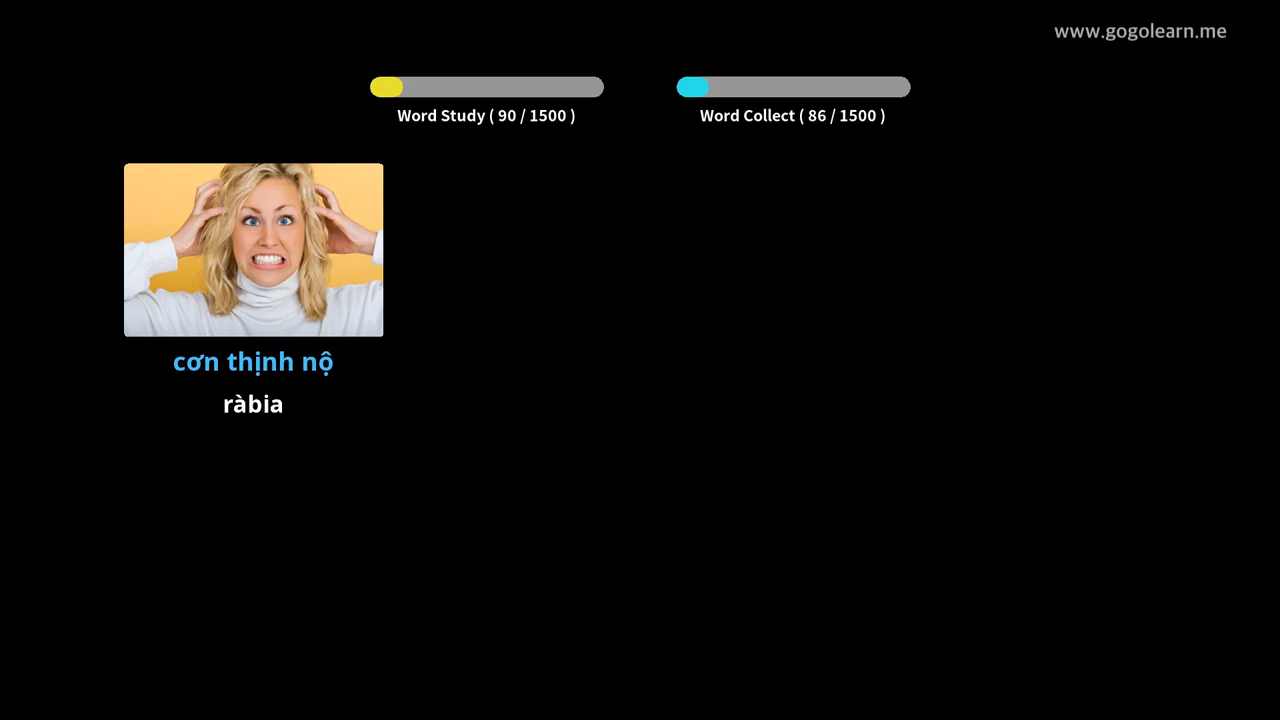 www.gogolearn.me
Word Study ( 90 / 1500 )
Word Collect ( 86 / 1500 )
cơn thịnh nộ
ràbia